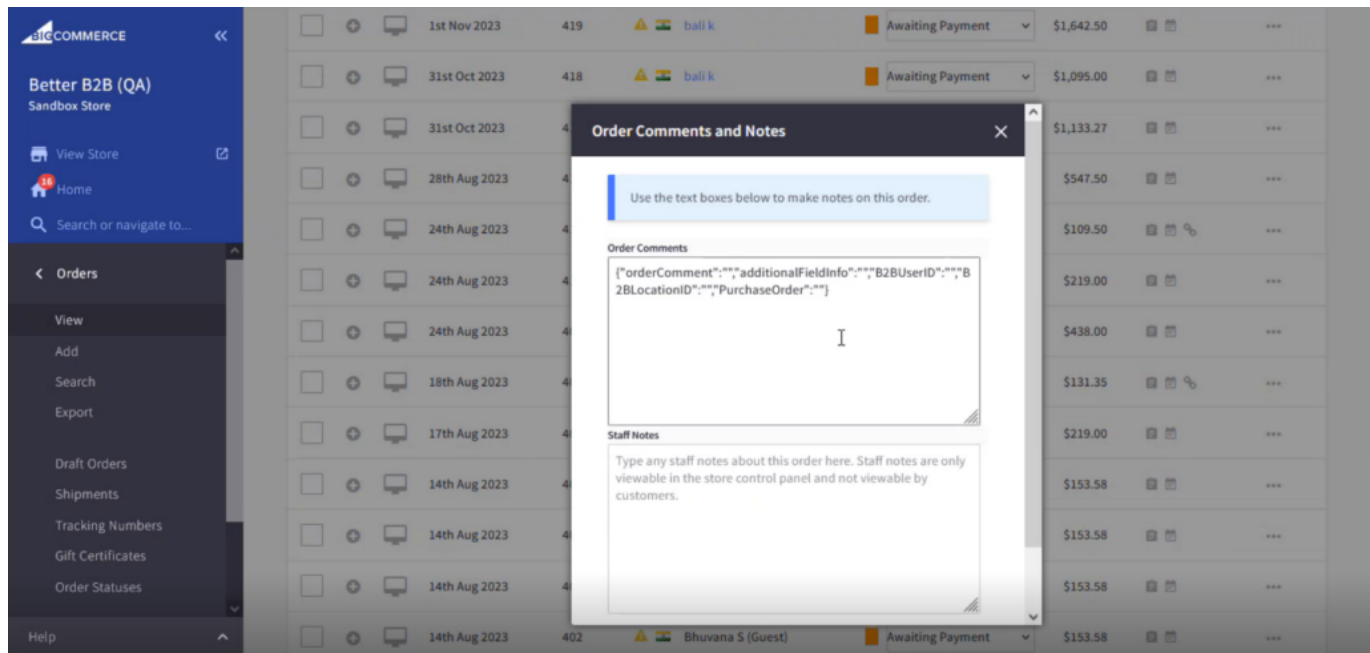 BIGCOMMERCE
Better B2B (QA)
Sandbox Store
View Store
16
Home
Search or navigate to...
Orders
View
Add
Search
Export
Draft Orders
Shipments
Tracking Numbers
Gift Certificates
Order Statuses
Help
1st Nov 2023 419 bali k Awaiting Payment $1,642.50
31st Oct 2023 418 bali k Awaiting Payment $1,095.00
31st Oct 2023 $1,133.27
28th Aug 2023 $547.50
24th Aug 2023 $109.50
24th Aug 2023 $219.00
24th Aug 2023 $438.00
18th Aug 2023 $131.35
17th Aug 2023 $219.00
14th Aug 2023 $153.58
14th Aug 2023 $153.58
14th Aug 2023 $153.58
14th Aug 2023 402 Bhuvana S (Guest) Awaiting Payment $153.58
Order Comments and Notes
Use the text boxes below to make notes on this order.
Order Comments
{"orderComment":"","additionalFieldInfo":"","B2BUserID":"","B
2BLocationID":"","PurchaseOrder":""}
Staff Notes
Type any staff notes about this order here. Staff notes are only
viewable in the store control panel and not viewable by
customers.